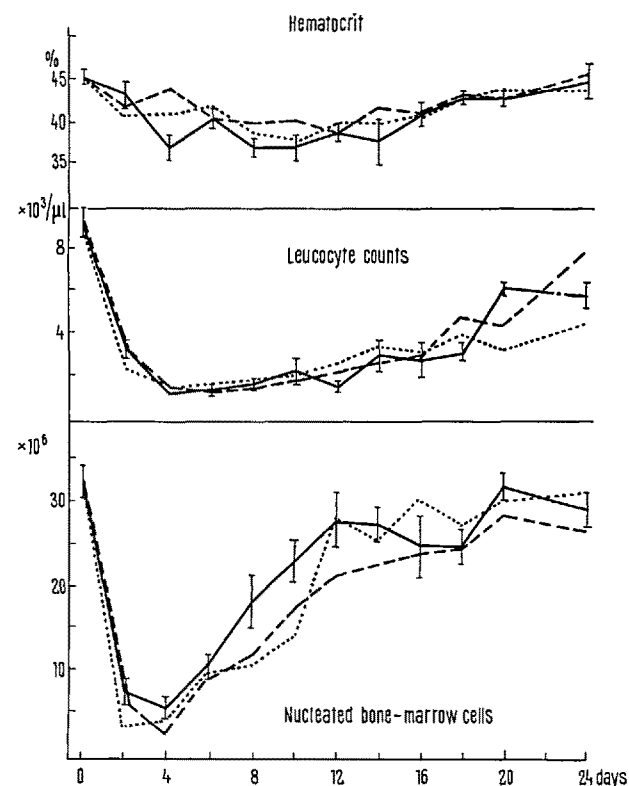 Hematocrit
%
45
40
35
×10³/µl
8
Leucocyte counts
4
×10⁶
30
20
10
Nucleated bone-marrow cells
0 4 8 12 16 20 24 days